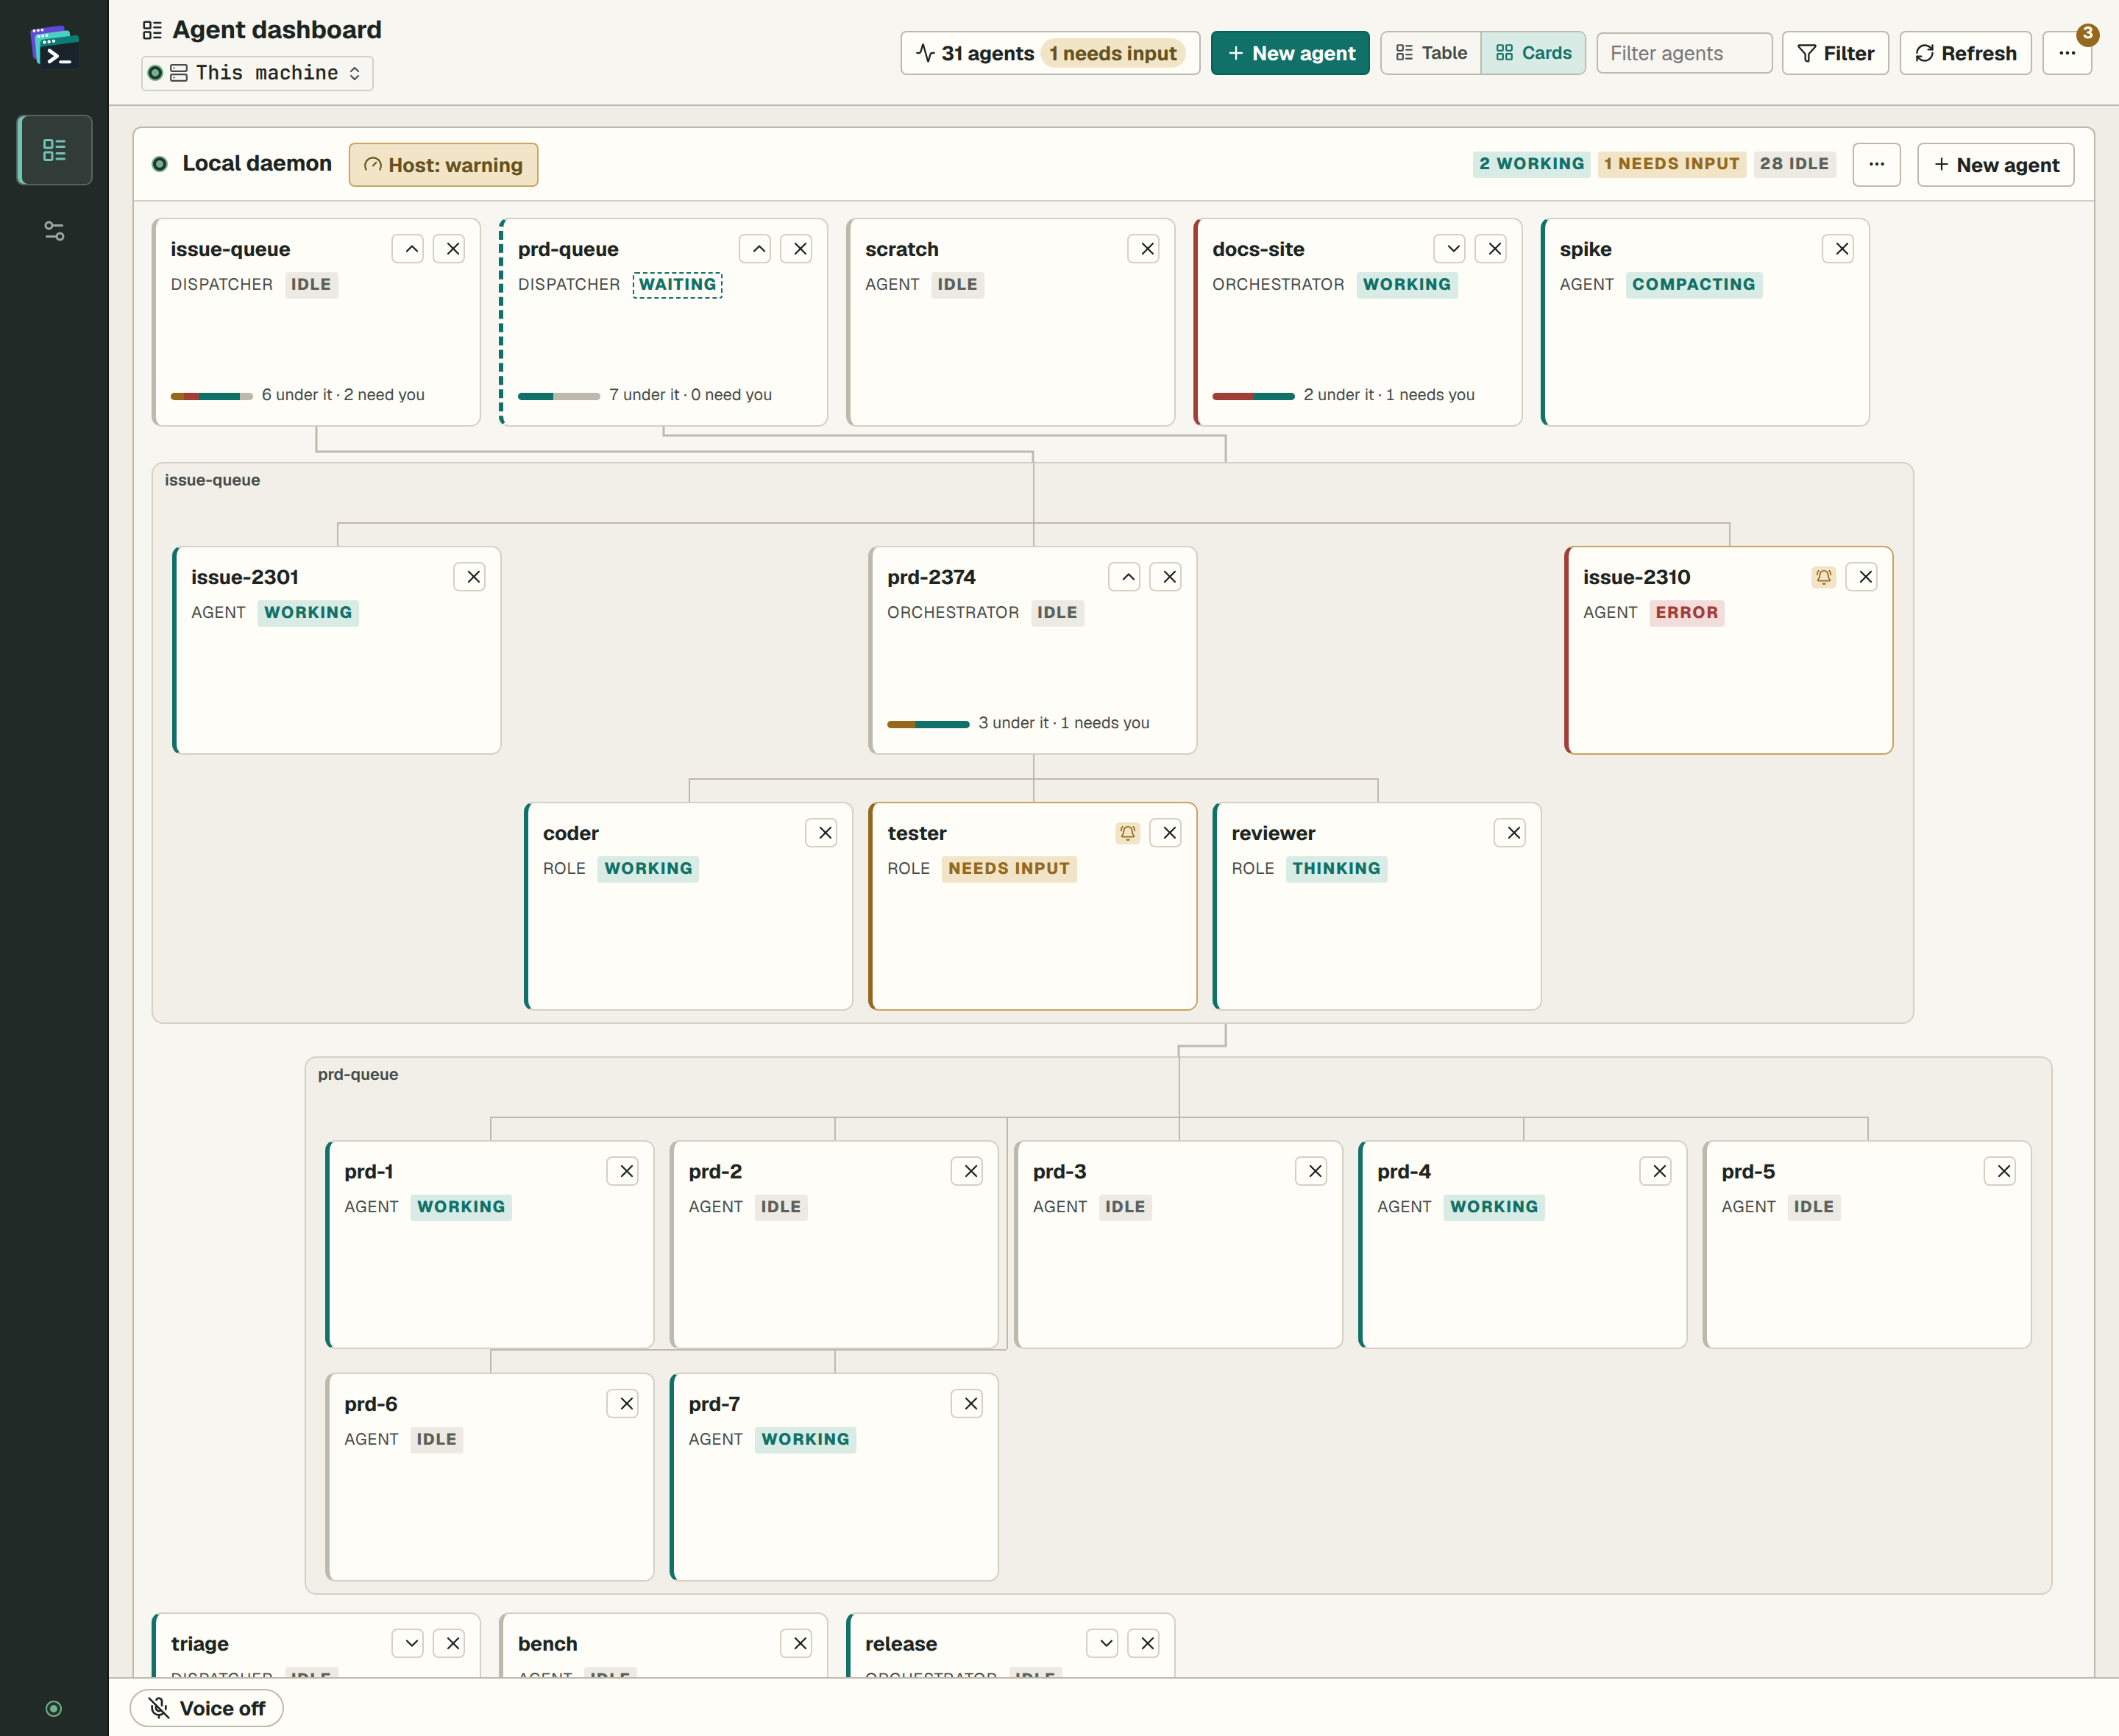 Agent dashboard
This machine
31 agents 1 needs input
New agent
Table
Cards
Filter agents
Filter
Refresh
3
Local daemon
Host: warning
2 WORKING
1 NEEDS INPUT
28 IDLE
New agent
issue-queue
DISPATCHER IDLE
6 under it · 2 need you
prd-queue
DISPATCHER WAITING
7 under it · 0 need you
scratch
AGENT IDLE
docs-site
ORCHESTRATOR WORKING
2 under it · 1 needs you
spike
AGENT COMPACTING
issue-queue
issue-2301
AGENT WORKING
prd-2374
ORCHESTRATOR IDLE
3 under it · 1 needs you
issue-2310
AGENT ERROR
coder
ROLE WORKING
tester
ROLE NEEDS INPUT
reviewer
ROLE THINKING
prd-queue
prd-1
AGENT WORKING
prd-2
AGENT IDLE
prd-3
AGENT IDLE
prd-4
AGENT WORKING
prd-5
AGENT IDLE
prd-6
AGENT IDLE
prd-7
AGENT WORKING
triage
DISPATCHER IDLE
bench
AGENT IDLE
release
ORCHESTRATOR IDLE
Voice off